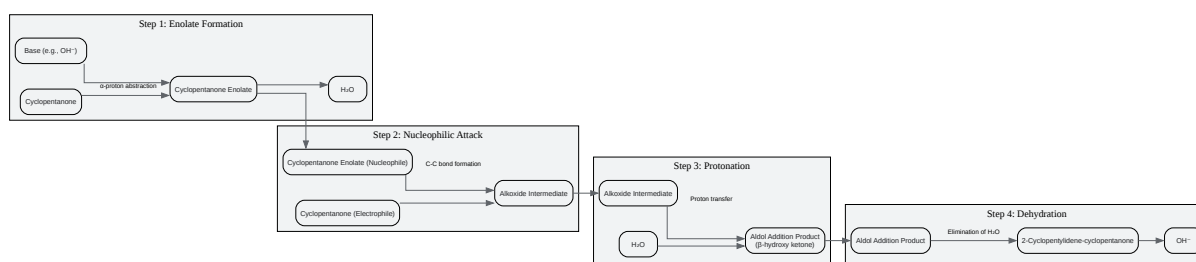 Step 1: Enolate Formation
Base (e.g., OH⁻)
α-proton abstraction
Cyclopentanone
Cyclopentanone Enolate
H₂O
Step 2: Nucleophilic Attack
Cyclopentanone Enolate (Nucleophile)
C-C bond formation
Cyclopentanone (Electrophile)
Alkoxide Intermediate
Step 3: Protonation
Alkoxide Intermediate
Proton transfer
H₂O
Aldol Addition Product
(β-hydroxy ketone)
Step 4: Dehydration
Aldol Addition Product
Elimination of H₂O
2-Cyclopentylidene-cyclopentanone
OH⁻